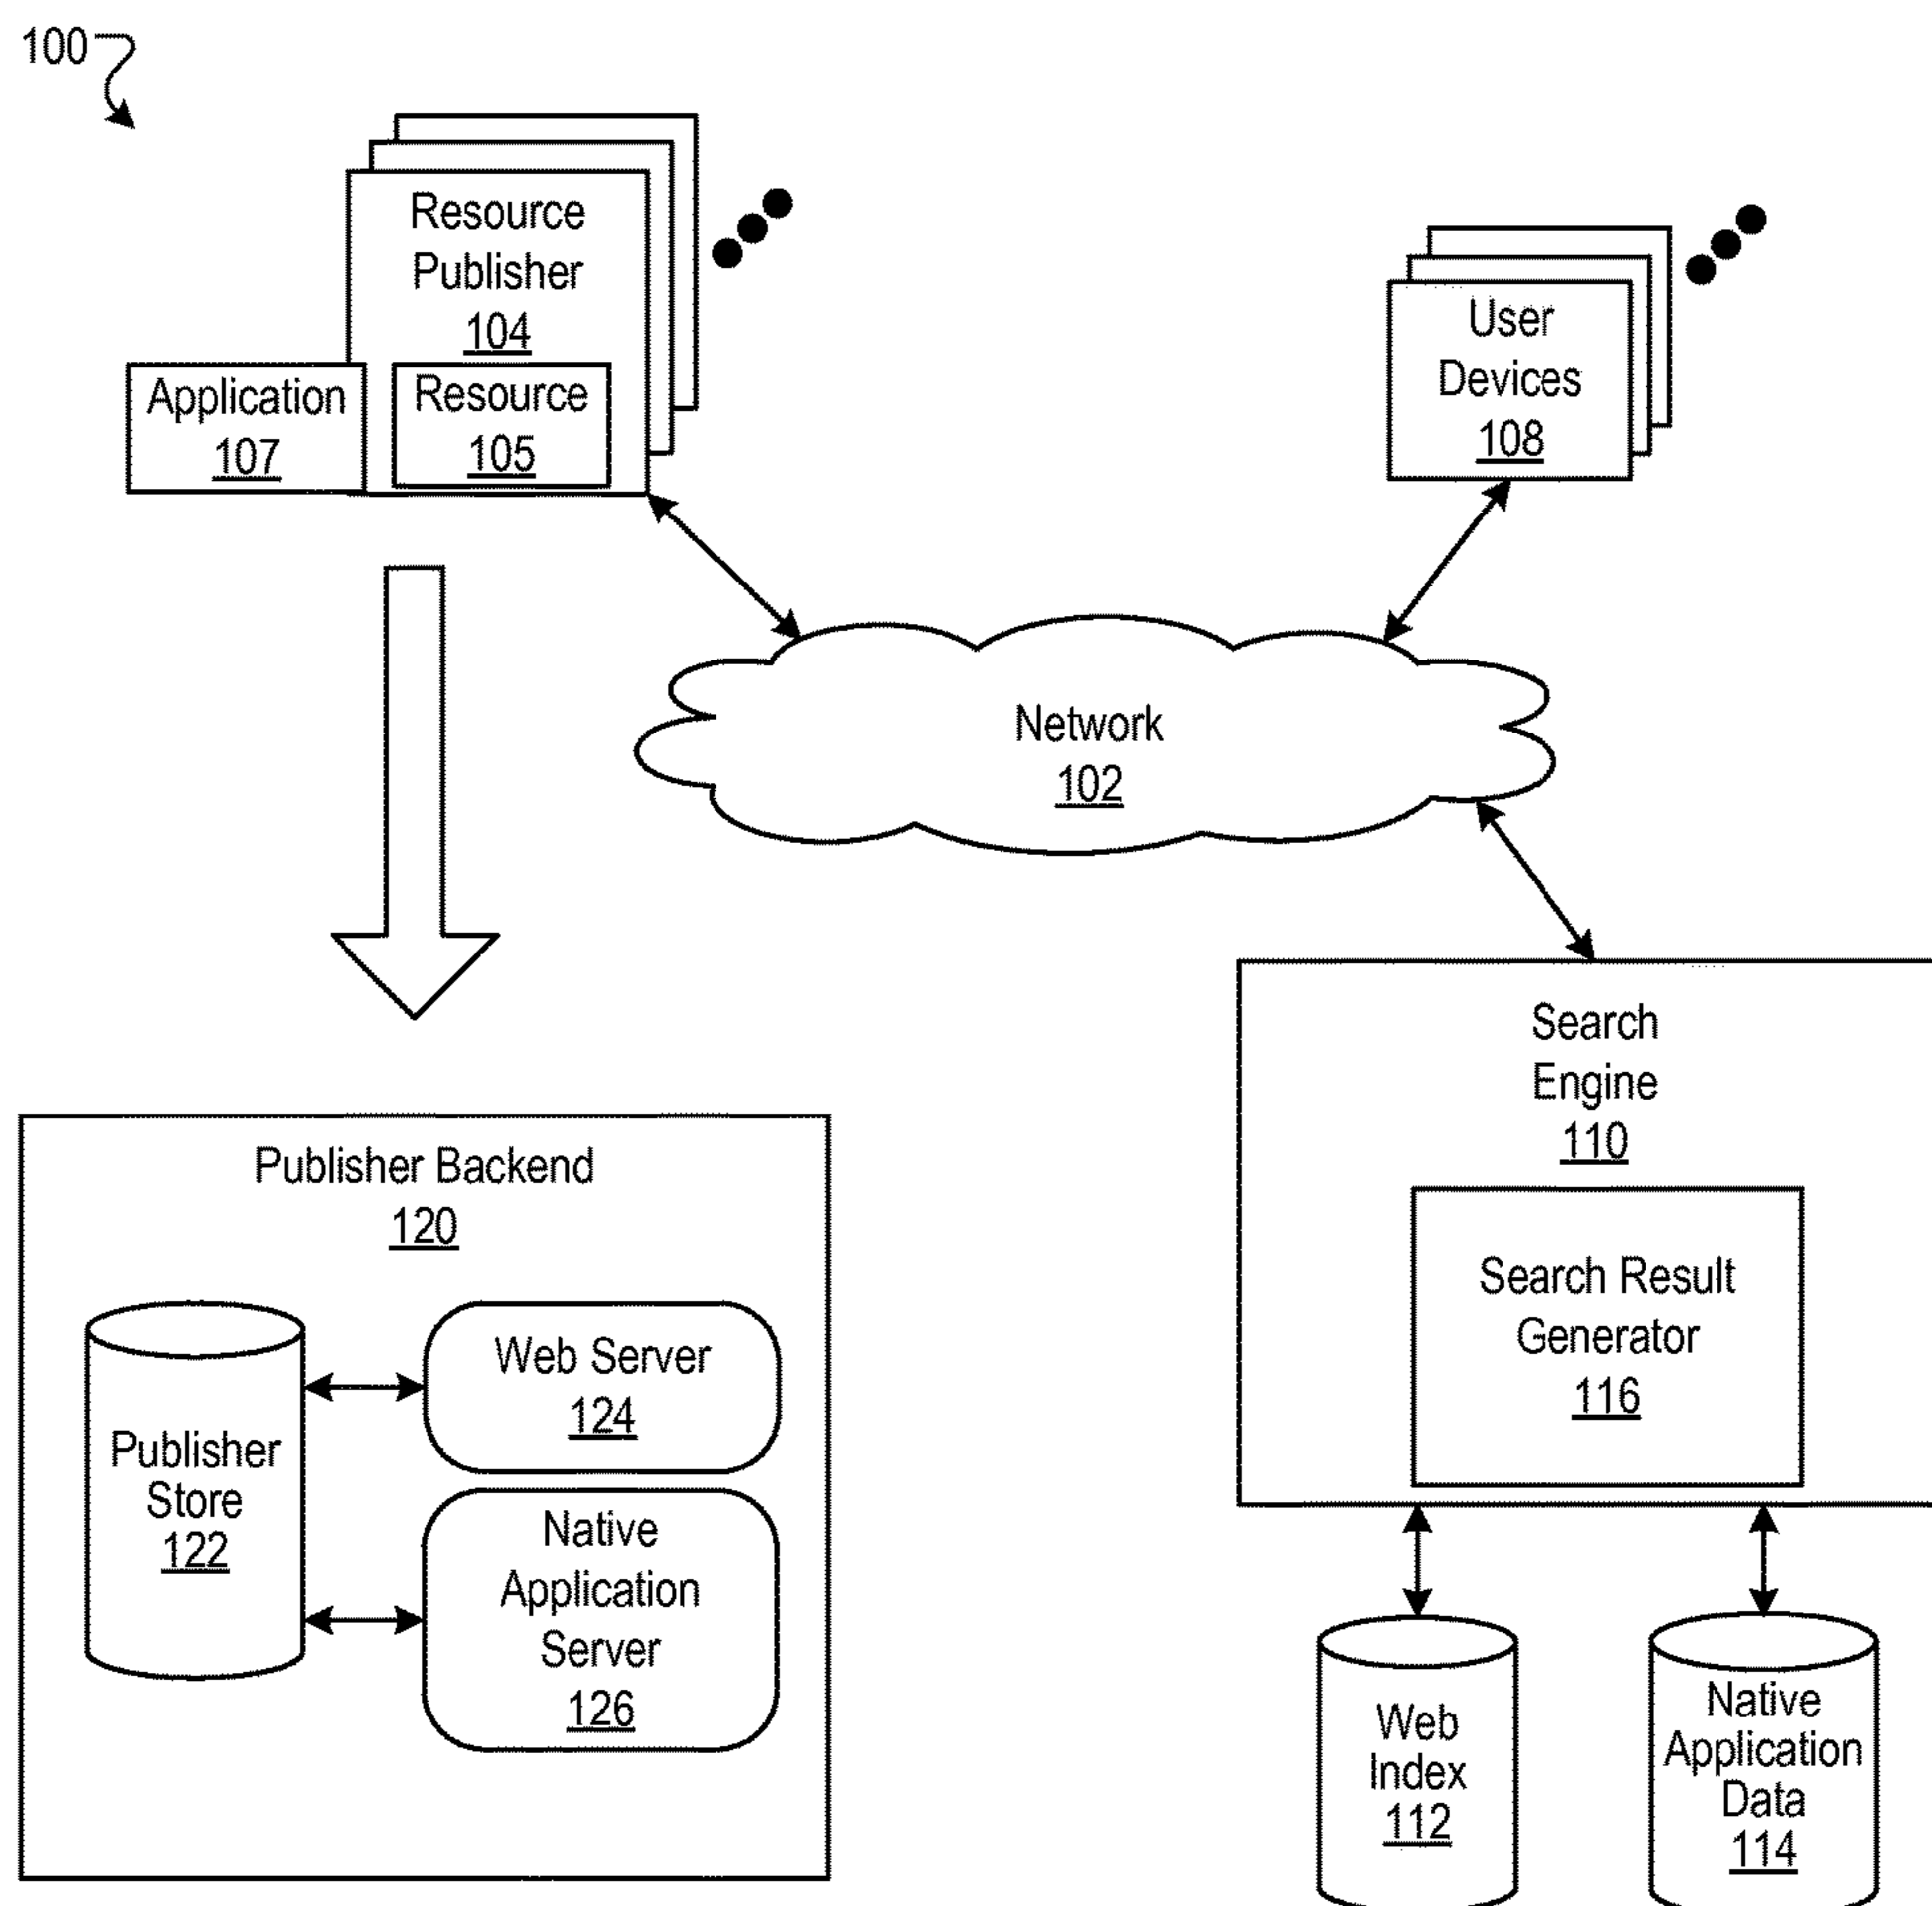 100
Resource
Publisher
104
Application
107
Resource
105
User
Devices
108
Network
102
Search
Engine
110
Search Result
Generator
116
Publisher Backend
120
Publisher
Store
122
Web Server
124
Native
Application
Server
126
Web
Index
112
Native
Application
Data
114